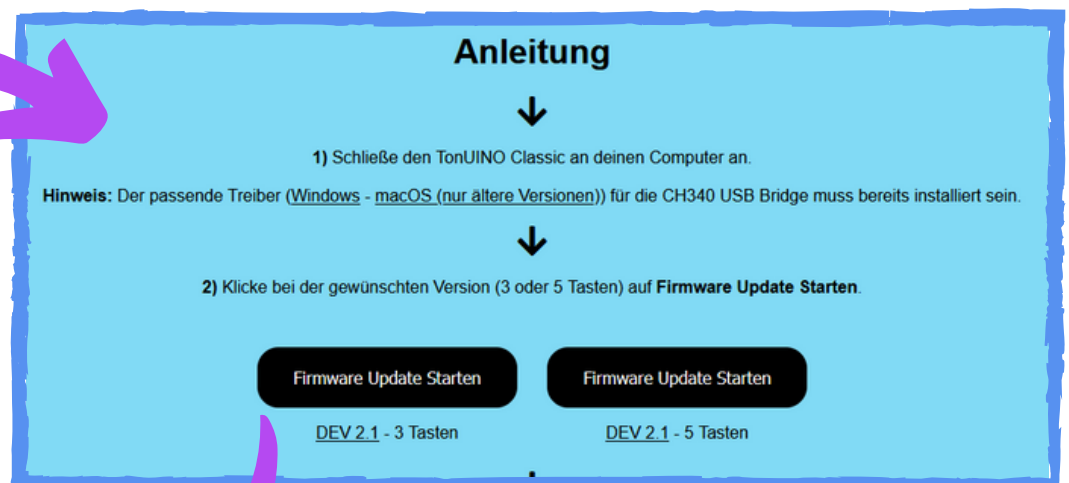 Anleitung
1) Schließe den TonUINO Classic an deinen Computer an.
Hinweis: Der passende Treiber (Windows - macOS (nur ältere Versionen)) für die CH340 USB Bridge muss bereits installiert sein.
2) Klicke bei der gewünschten Version (3 oder 5 Tasten) auf Firmware Update Starten.
Firmware Update Starten Firmware Update Starten
DEV 2.1 - 3 Tasten DEV 2.1 - 5 Tasten